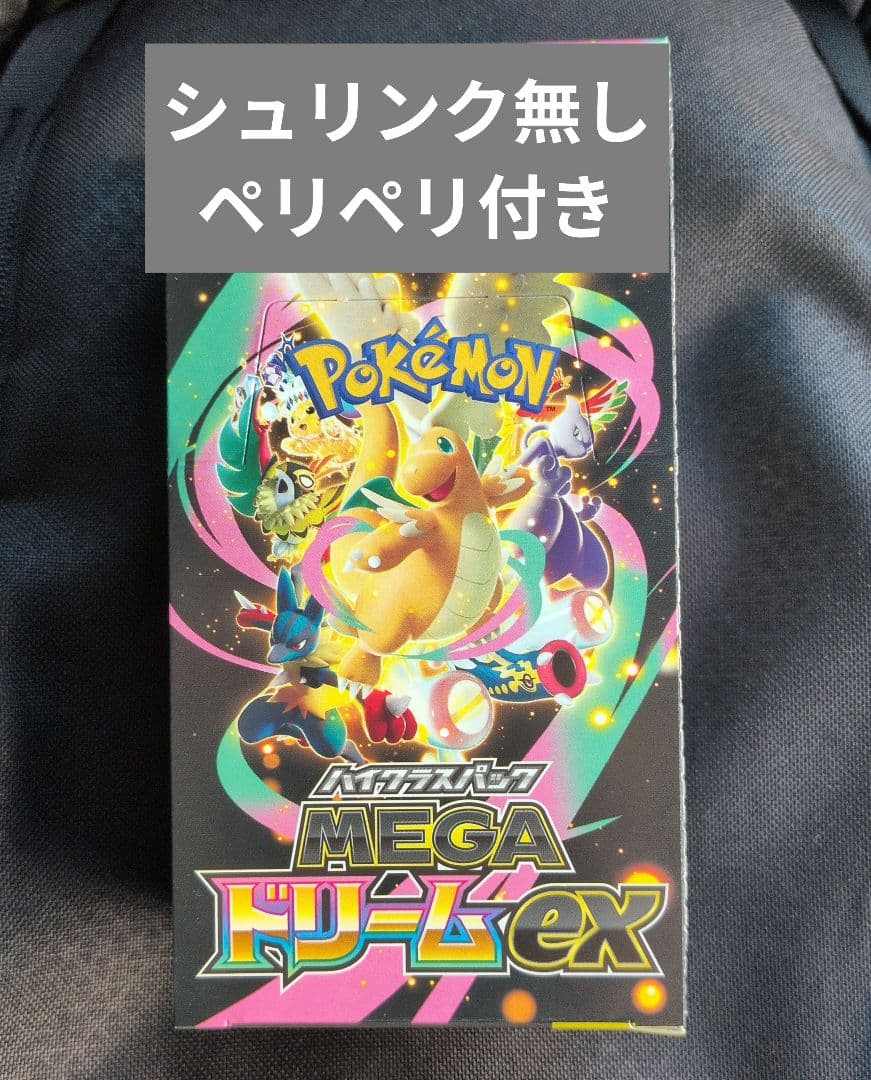 シュリンク無し
ペリペリ付き
POKéMON
TM
ハイクラスパック
MEGA
ドリームex